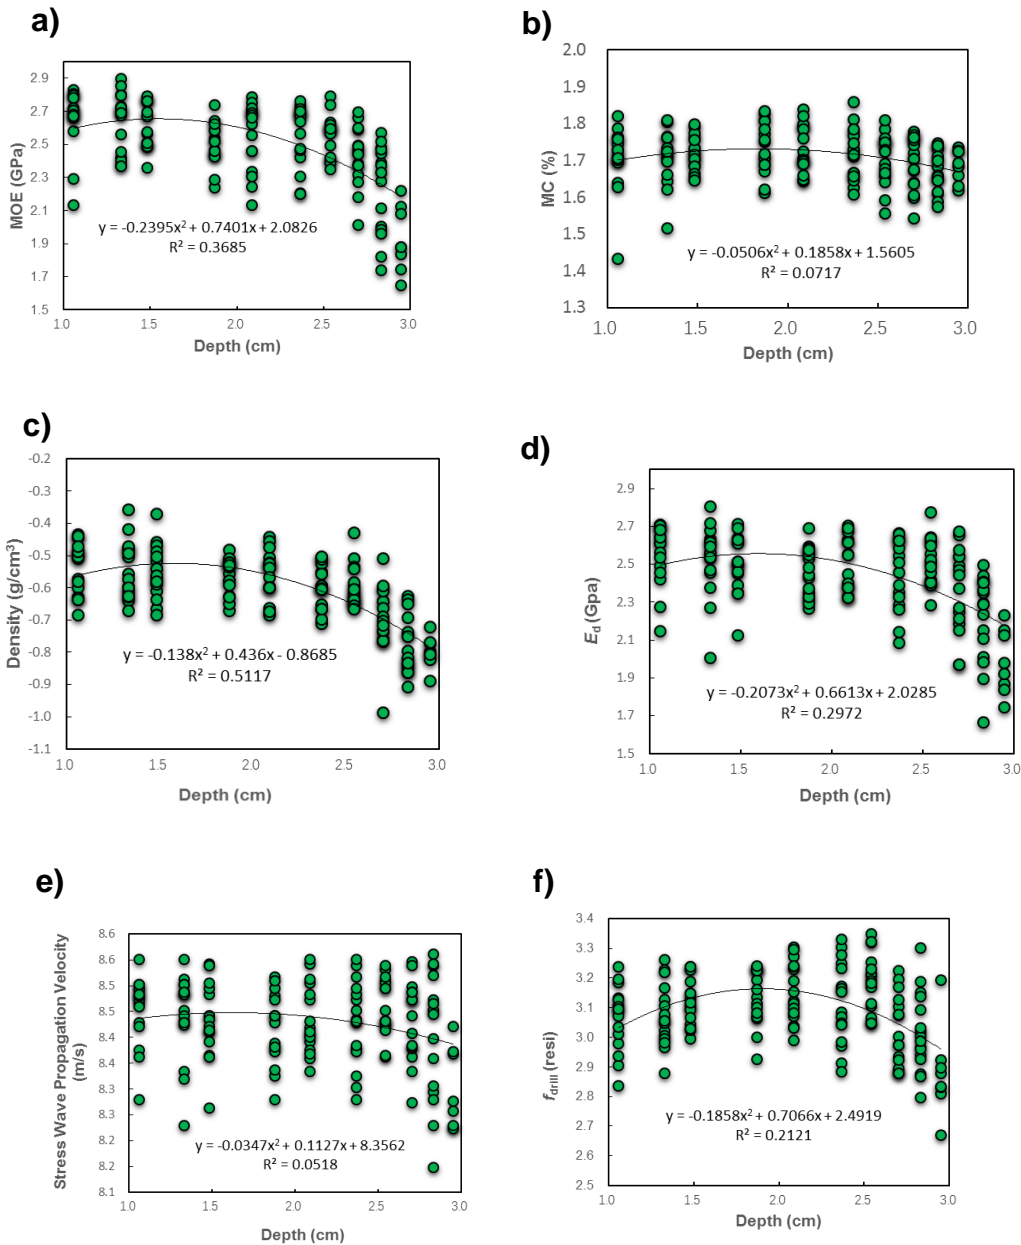 a)
2.9
2.7
2.5
2.3
2.1
1.9
1.7
1.5
MOE (GPa)
y = -0.2395x² + 0.7401x + 2.0826
R² = 0.3685
1.0 1.5 2.0 2.5 3.0
Depth (cm)
b)
2.0
1.9
1.8
1.7
1.6
1.5
1.4
1.3
MC (%)
y = -0.0506x² + 0.1858x + 1.5605
R² = 0.0717
1.0 1.5 2.0 2.5 3.0
Depth (cm)
c)
-0.2
-0.3
-0.4
-0.5
-0.6
-0.7
-0.8
-0.9
-1.0
-1.1
Density (g/cm³)
y = -0.138x² + 0.436x - 0.8685
R² = 0.5117
1.0 1.5 2.0 2.5 3.0
Depth (cm)
d)
2.9
2.7
2.5
2.3
2.1
1.9
1.7
1.5
Ed (Gpa)
y = -0.2073x² + 0.6613x + 2.0285
R² = 0.2972
1.0 1.5 2.0 2.5 3.0
Depth (cm)
e)
8.6
8.5
8.5
8.4
8.4
8.3
8.3
8.2
8.2
8.1
Stress Wave Propagation Velocity
(m/s)
y = -0.0347x² + 0.1127x + 8.3562
R² = 0.0518
1.0 1.5 2.0 2.5 3.0
Depth (cm)
f)
3.4
3.3
3.2
3.1
3.0
2.9
2.8
2.7
2.6
2.5
fdrill (resi)
y = -0.1858x² + 0.7066x + 2.4919
R² = 0.2121
1.0 1.5 2.0 2.5 3.0
Depth (cm)